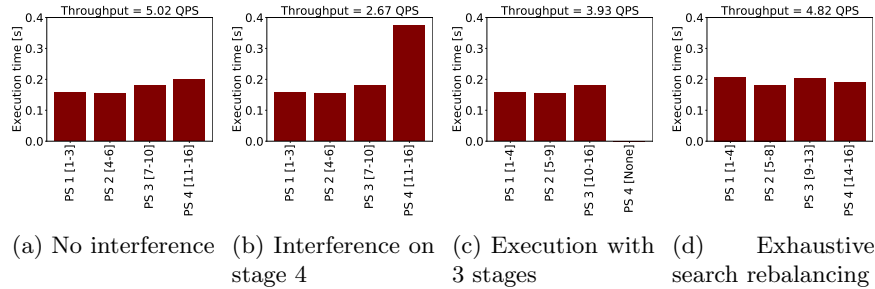 Throughput = 5.02 QPS
Execution time [s]
0.4
0.3
0.2
0.1
0.0
PS 1 [1-3]
PS 2 [4-6]
PS 3 [7-10]
PS 4 [11-16]
(a) No interference
Throughput = 2.67 QPS
Execution time [s]
0.4
0.3
0.2
0.1
0.0
PS 1 [1-3]
PS 2 [4-6]
PS 3 [7-10]
PS 4 [11-16]
(b) Interference on
stage 4
Throughput = 3.93 QPS
Execution time [s]
0.4
0.3
0.2
0.1
0.0
PS 1 [1-4]
PS 2 [5-9]
PS 3 [10-16]
PS 4 [None]
(c) Execution with
3 stages
Throughput = 4.82 QPS
Execution time [s]
0.4
0.3
0.2
0.1
0.0
PS 1 [1-4]
PS 2 [5-8]
PS 3 [9-13]
PS 4 [14-16]
(d) Exhaustive
search rebalancing